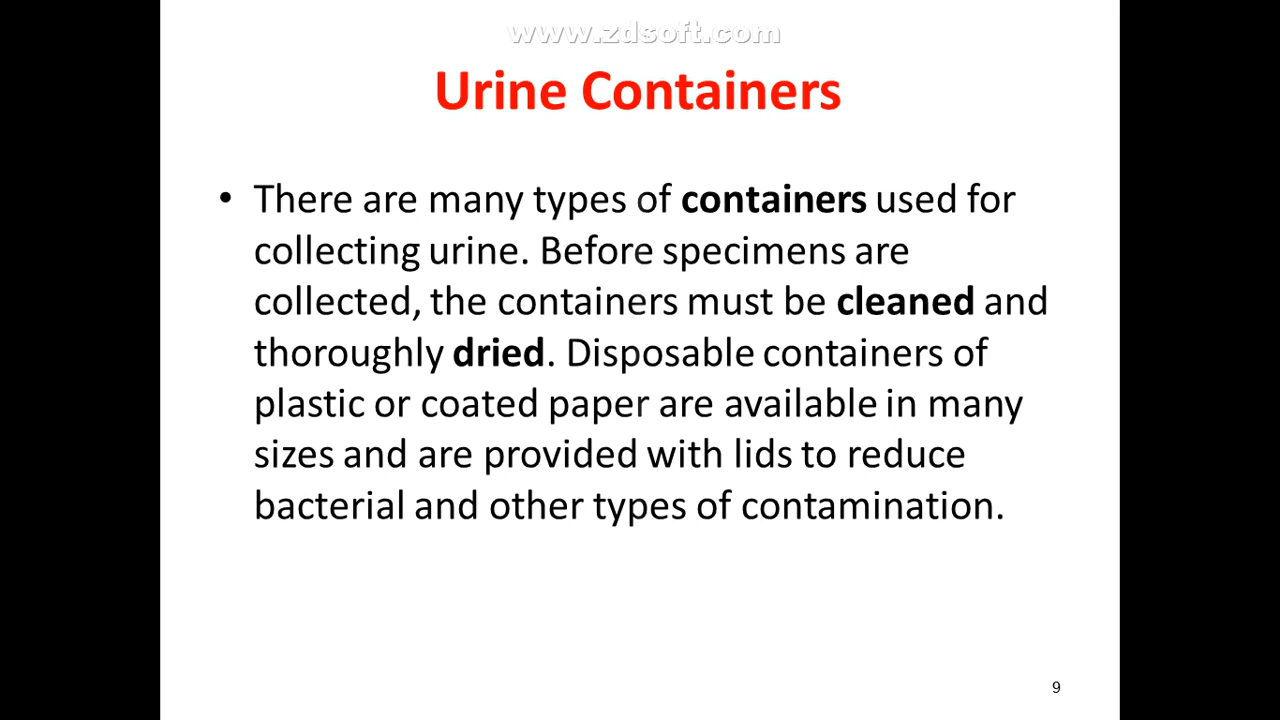 www.zdsoft.com
Urine Containers
• There are many types of containers used for
collecting urine. Before specimens are
collected, the containers must be cleaned and
thoroughly dried. Disposable containers of
plastic or coated paper are available in many
sizes and are provided with lids to reduce
bacterial and other types of contamination.
9